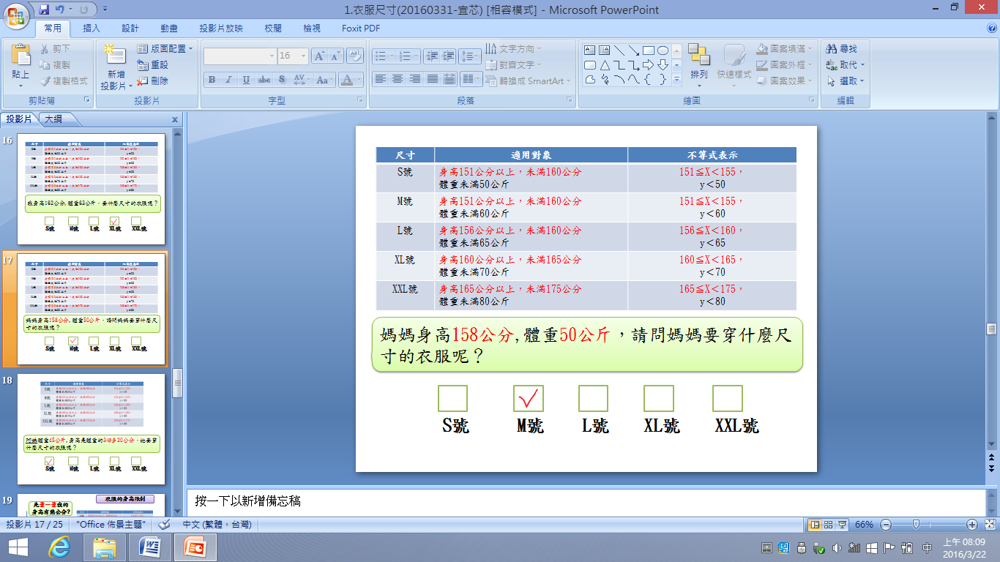 1.衣服尺寸(20160331-宜芯) [相容模式] - Microsoft PowerPoint
常用 插入 設計 動畫 投影片放映 校閱 檢視 Foxit PDF
貼上
剪下
複製
複製格式
剪貼簿
新增
投影片
版面配置
重設
刪除
投影片
16
B I U abc S AV Aa A
字型
文字方向
對齊文字
轉換成 SmartArt
段落
排列
快速樣式
圖案填滿
圖案外框
圖案效果
繪圖
尋找
取代
選取
編輯
投影片 大綱
16
我身高162公分,體重63公斤,要什麼尺寸的衣服呢?
S號 M號 L號 XL號 XXL號
17
媽媽身高158公分,體重50公斤,請問媽媽要穿什麼尺
寸的衣服呢?
S號 M號 L號 XL號 XXL號
18
體重45公斤,身高是體重的3倍多20公分,她要穿
什麼尺寸的衣服呢?
S號 M號 L號 XL號 XXL號
19
先量一量我的
身高有幾公分?
衣服的身高限制
尺寸 適用對象 不等式表示
S號 身高151公分以上,未滿160公分 151≦X<155,
體重未滿50公斤 y<50
M號 身高151公分以上,未滿160公分 151≦X<155,
體重未滿60公斤 y<60
L號 身高156公分以上,未滿160公分 156≦X<160,
體重未滿65公斤 y<65
XL號 身高160公分以上,未滿165公分 160≦X<165,
體重未滿70公斤 y<70
XXL號 身高165公分以上,未滿175公分 165≦X<175,
體重未滿80公斤 y<80
媽媽身高158公分,體重50公斤,請問媽媽要穿什麼尺
寸的衣服呢?
S號 M號 L號 XL號 XXL號
按一下以新增備忘稿
投影片 17 / 25 "Office 佈景主題" 中文 (繁體,台灣) 66%
中 上午 08:09
2016/3/22